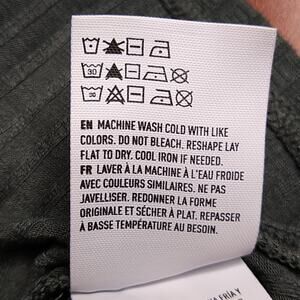 30
EN MACHINE WASH COLD WITH LIKE
COLORS. DO NOT BLEACH. RESHAPE LAY
FLAT TO DRY. COOL IRON IF NEEDED.
FR LAVER À LA MACHINE À L'EAU FROIDE
AVEC COULEURS SIMILAIRES. NE PAS
JAVELLISER. REDONNER LA FORME
ORIGINALE ET SÉCHER À PLAT. REPASSER
À BASSE TEMPÉRATURE AU BESOIN.
FRÍA Y